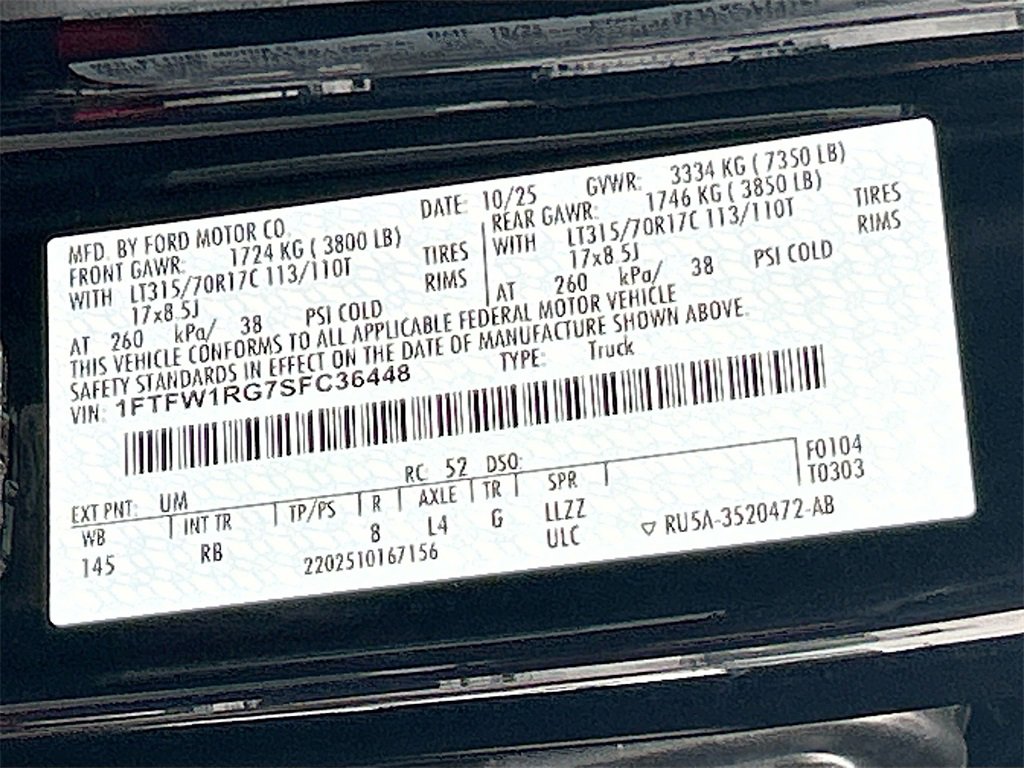 MFD. BY FORD MOTOR CO. DATE: 10/25 GVWR: 3334 KG ( 7350 LB)
FRONT GAWR: 1724 KG ( 3800 LB)
WITH LT315/70R17C 113/110T TIRES
17x8.5J RIMS
AT 260 kPa/ 38 PSI COLD
REAR GAWR: 1746 KG ( 3850 LB)
WITH LT315/70R17C 113/110T TIRES
17x8.5J RIMS
AT 260 kPa/ 38 PSI COLD
THIS VEHICLE CONFORMS TO ALL APPLICABLE FEDERAL MOTOR VEHICLE
SAFETY STANDARDS IN EFFECT ON THE DATE OF MANUFACTURE SHOWN ABOVE.
VIN: 1FTFW1RG7SFC36448 TYPE: Truck
EXT PNT: UM RC 52 DSO: F0104
WB INT TR TP/PS R AXLE TR SPR T0303
145 RB 8 L4 G LLZZ
2202510167156 ULC ▽ RU5A-3520472-AB